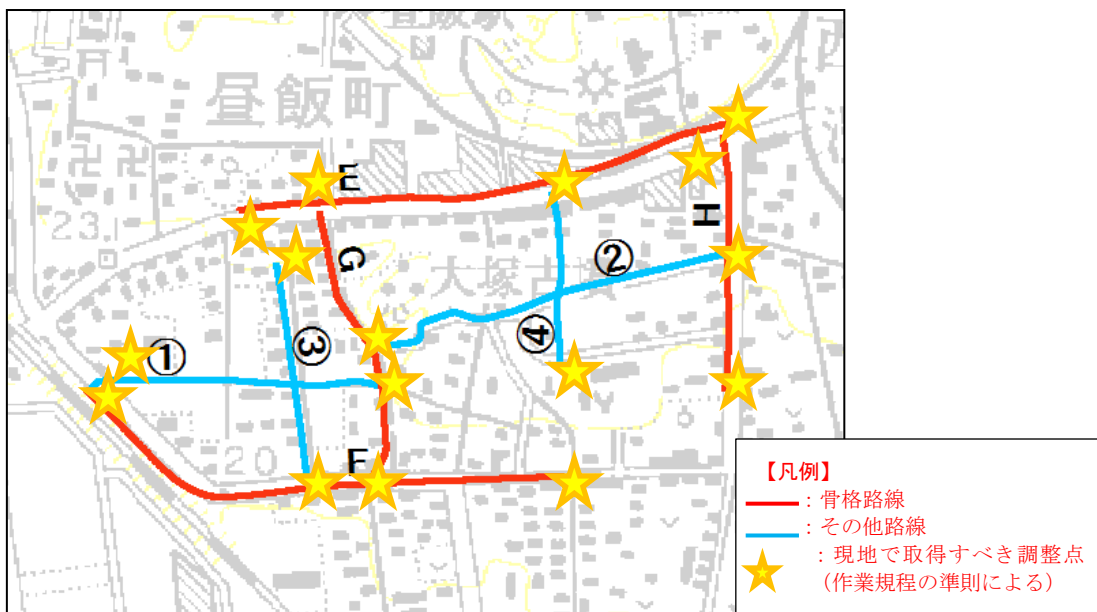 昼飯町
卍 卍
E
23
H
G
②
大塚古
①
③
④
20
F
【凡例】
：骨格路線
：その他路線
：現地で取得すべき調整点
（作業規程の準則による）